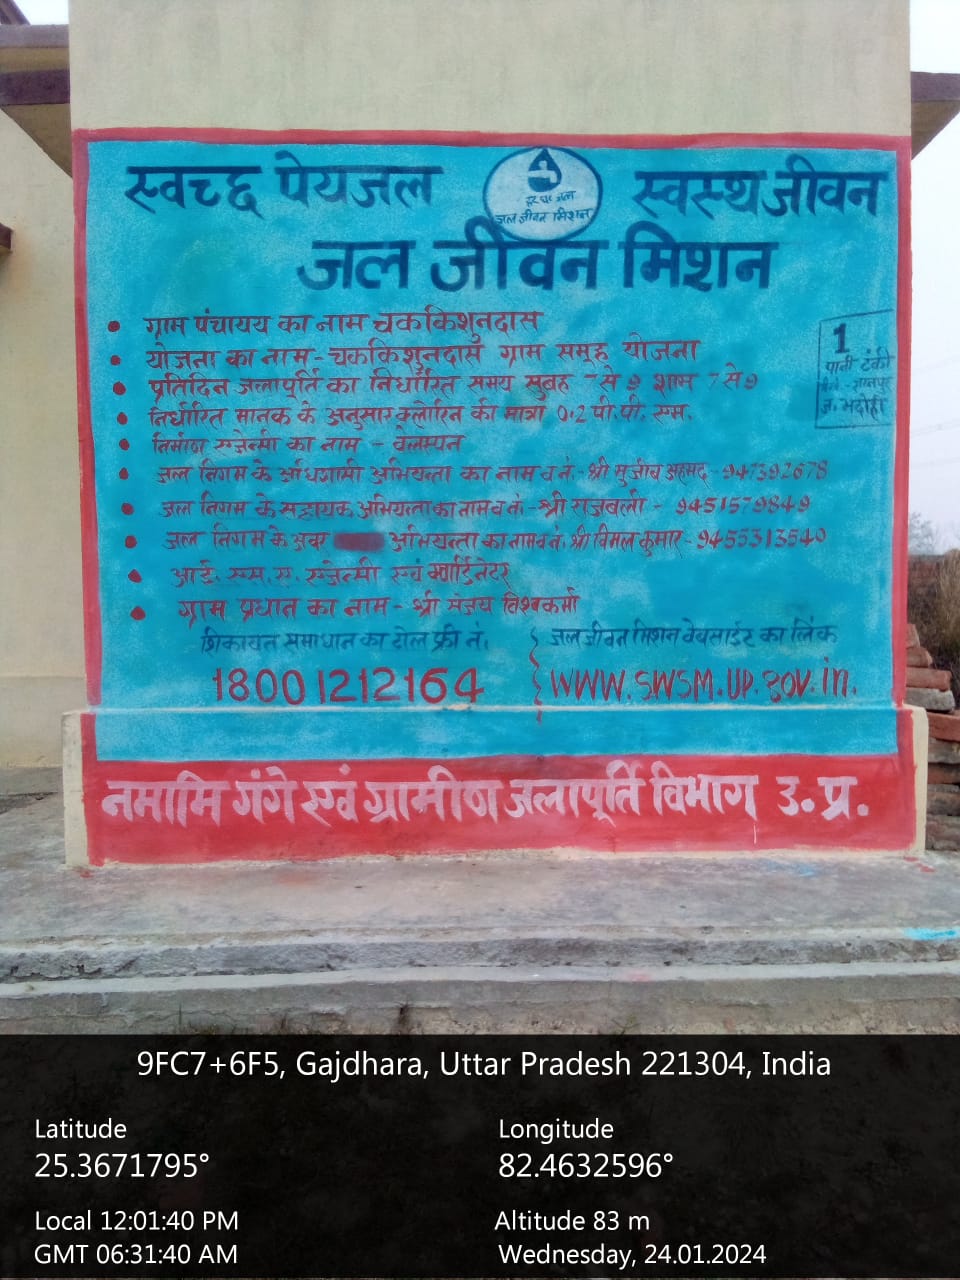 स्वच्छ पेयजल
हर घर जल
जल जीवन मिशन
स्वस्थ जीवन
जल जीवन मिशन
• ग्राम पंचायय का नाम चककिशुनदास
• योजना का नाम - चककिशुनदास ग्राम समूह योजना
• प्रतिदिन जलापूर्ति का निर्धारित समय सुबह 7 से 9 शाम 7 से 9
• निर्धारित मानक के अनुसार क्लोरिन की मात्रा 0.2 पी.पी. एम.
• निर्माण एजेन्सी का नाम - वेलस्पन
• जल निगम के अधिशासी अभियन्ता का नाम व नं.- श्री मुजीब अहमद - 947392678
• जल निगम के सहायक अभियन्ता का नाम व नं - श्री राजबली - 9451579849
• जल निगम के अवर अभियन्ता का नाम व नं. श्री विमल कुमार - 9455313540
• आई. एस. ए. एजेन्सी एवं क्वार्डिनेटर
• ग्राम प्रधान का नाम - श्री संजय विश्वकर्मा
शिकायत समाधान का टोल फ्री नं.
18001212164
जल जीवन मिशन वेबसाईट का लिंक
WWW.SWSM.UP.gov.in.
1
पानी टंकी
ज. भदोही
नमामि गंगे एवं ग्रामीण जलापूर्ति विभाग उ. प्र.
9FC7+6F5, Gajdhara, Uttar Pradesh 221304, India
Latitude
25.3671795°
Longitude
82.4632596°
Local 12:01:40 PM
GMT 06:31:40 AM
Altitude 83 m
Wednesday, 24.01.2024